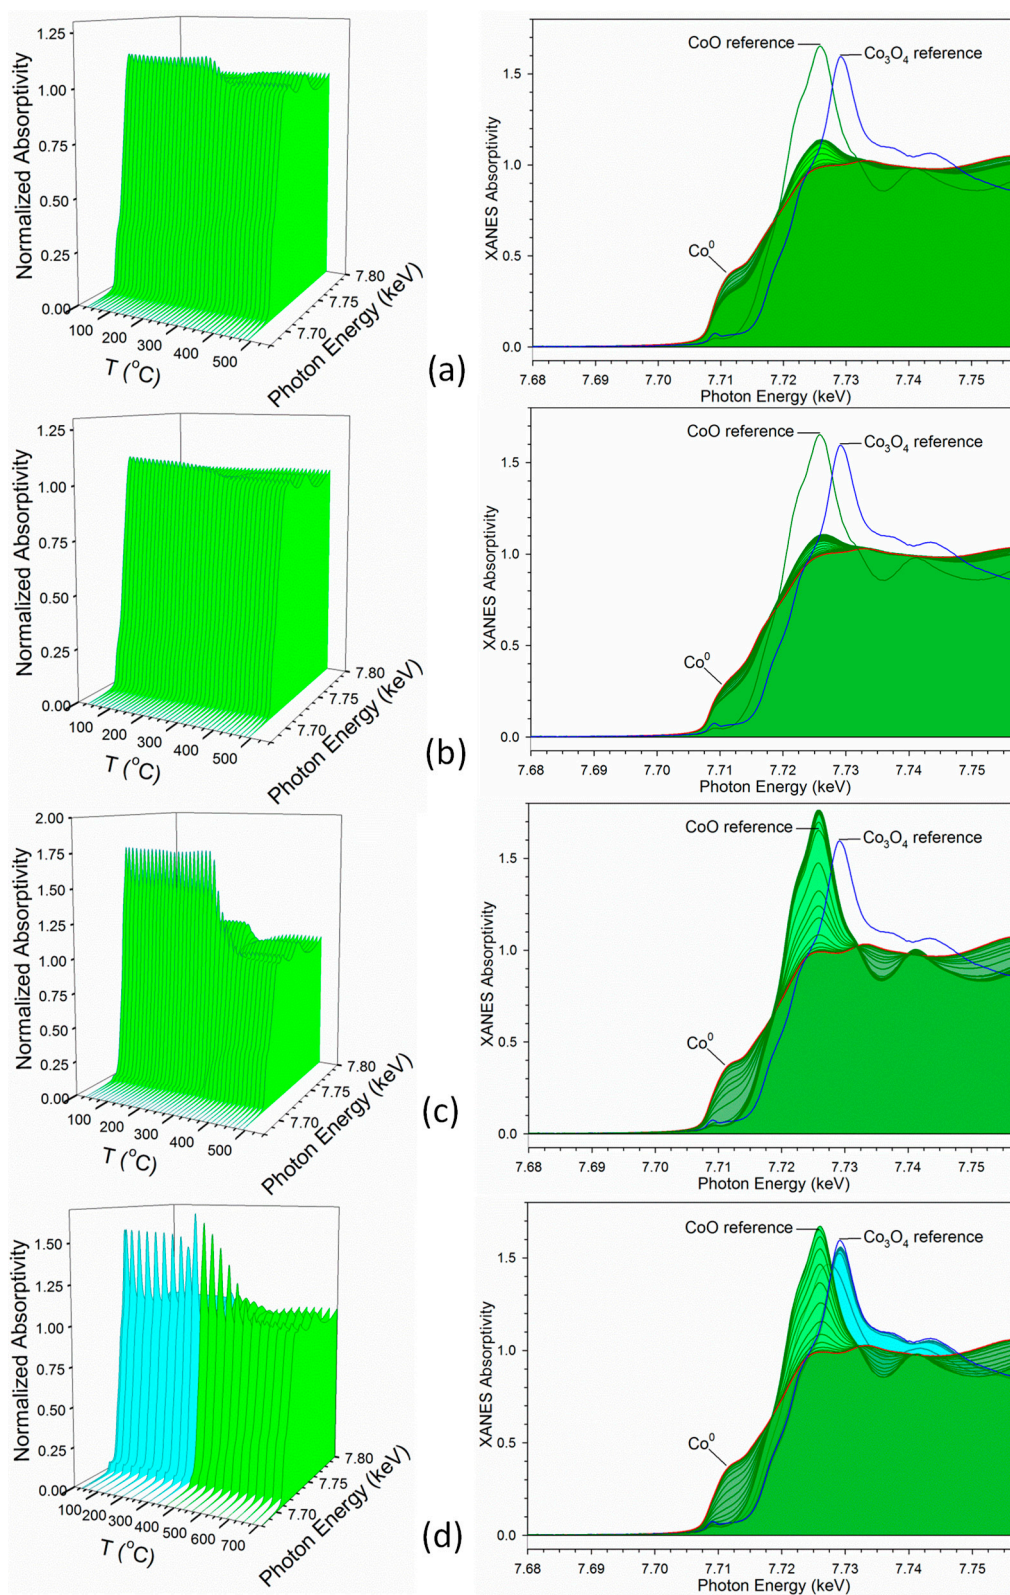 1.25
1.00
0.75
0.50
0.25
0.00
Normalized Absorptivity
100
200
300
400
500
T (°C)
7.70
7.75
7.80
Photon Energy (keV)
(a)
CoO reference
Co₃O₄ reference
Co⁰
1.5
1.0
0.5
0.0
XANES Absorptivity
7.68 7.69 7.70 7.71 7.72 7.73 7.74 7.75
Photon Energy (keV)
1.25
1.00
0.75
0.50
0.25
0.00
Normalized Absorptivity
100
200
300
400
500
T (°C)
7.70
7.75
7.80
Photon Energy (keV)
(b)
CoO reference
Co₃O₄ reference
Co⁰
1.5
1.0
0.5
0.0
XANES Absorptivity
7.68 7.69 7.70 7.71 7.72 7.73 7.74 7.75
Photon Energy (keV)
2.00
1.75
1.50
1.25
1.00
0.75
0.50
0.25
0.00
Normalized Absorptivity
100
200
300
400
500
T (°C)
7.70
7.75
7.80
Photon Energy (keV)
(c)
CoO reference
Co₃O₄ reference
Co⁰
1.5
1.0
0.5
0.0
XANES Absorptivity
7.68 7.69 7.70 7.71 7.72 7.73 7.74 7.75
Photon Energy (keV)
1.50
1.25
1.00
0.75
0.50
0.25
0.00
Normalized Absorptivity
100
200
300
400
500
600
700
T (°C)
7.70
7.75
7.80
Photon Energy (keV)
(d)
CoO reference
Co₃O₄ reference
Co⁰
1.5
1.0
0.5
0.0
XANES Absorptivity
7.68 7.69 7.70 7.71 7.72 7.73 7.74 7.75
Photon Energy (keV)